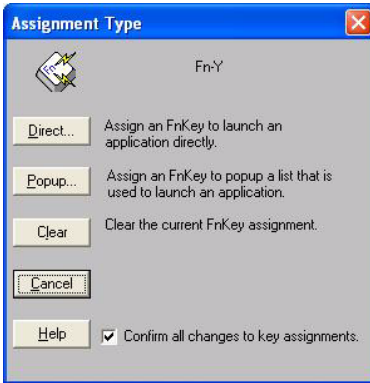 Assignment Type
Fn
Fn-Y
Direct...
Assign an FnKey to launch an
application directly.
Popup...
Assign an FnKey to popup a list that is
used to launch an application.
Clear
Clear the current FnKey assignment.
Cancel
Help
Confirm all changes to key assignments.